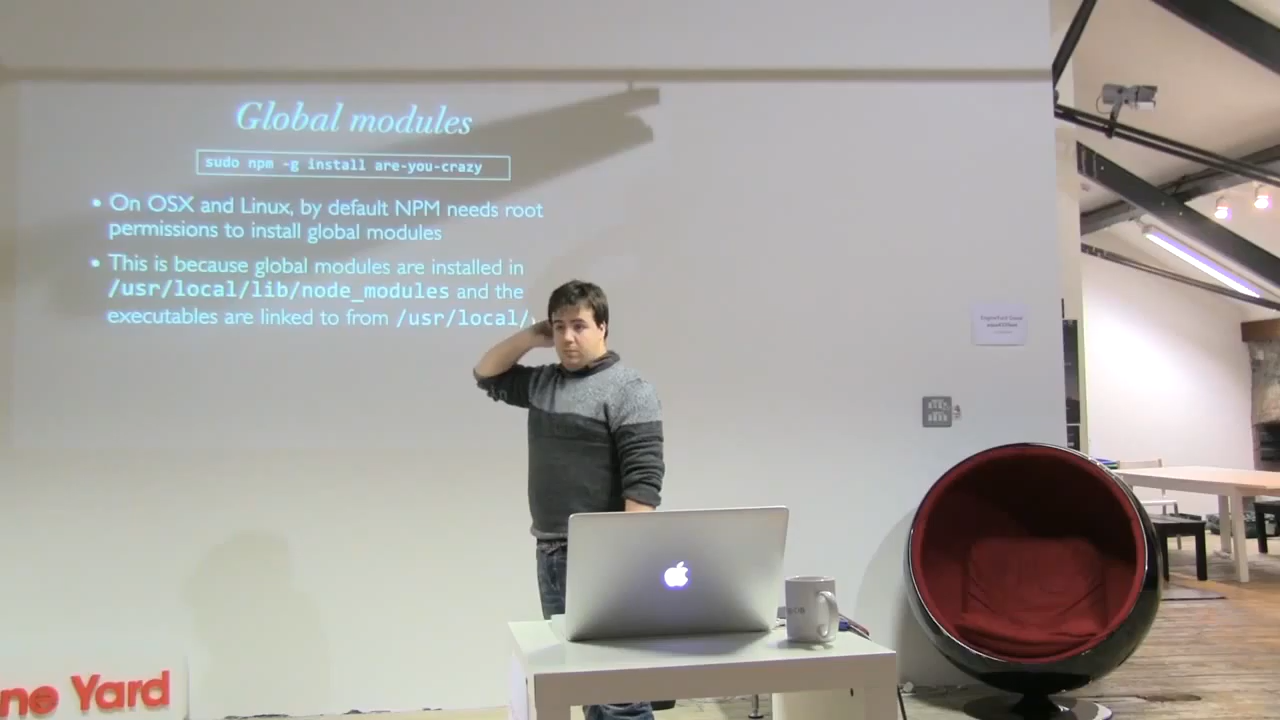 Global modules
sudo npm -g install are-you-crazy
• On OSX and Linux, by default NPM needs root
permissions to install global modules
• This is because global modules are installed in
/usr/local/lib/node_modules and the
executables are linked to from /usr/local/
ne Yard